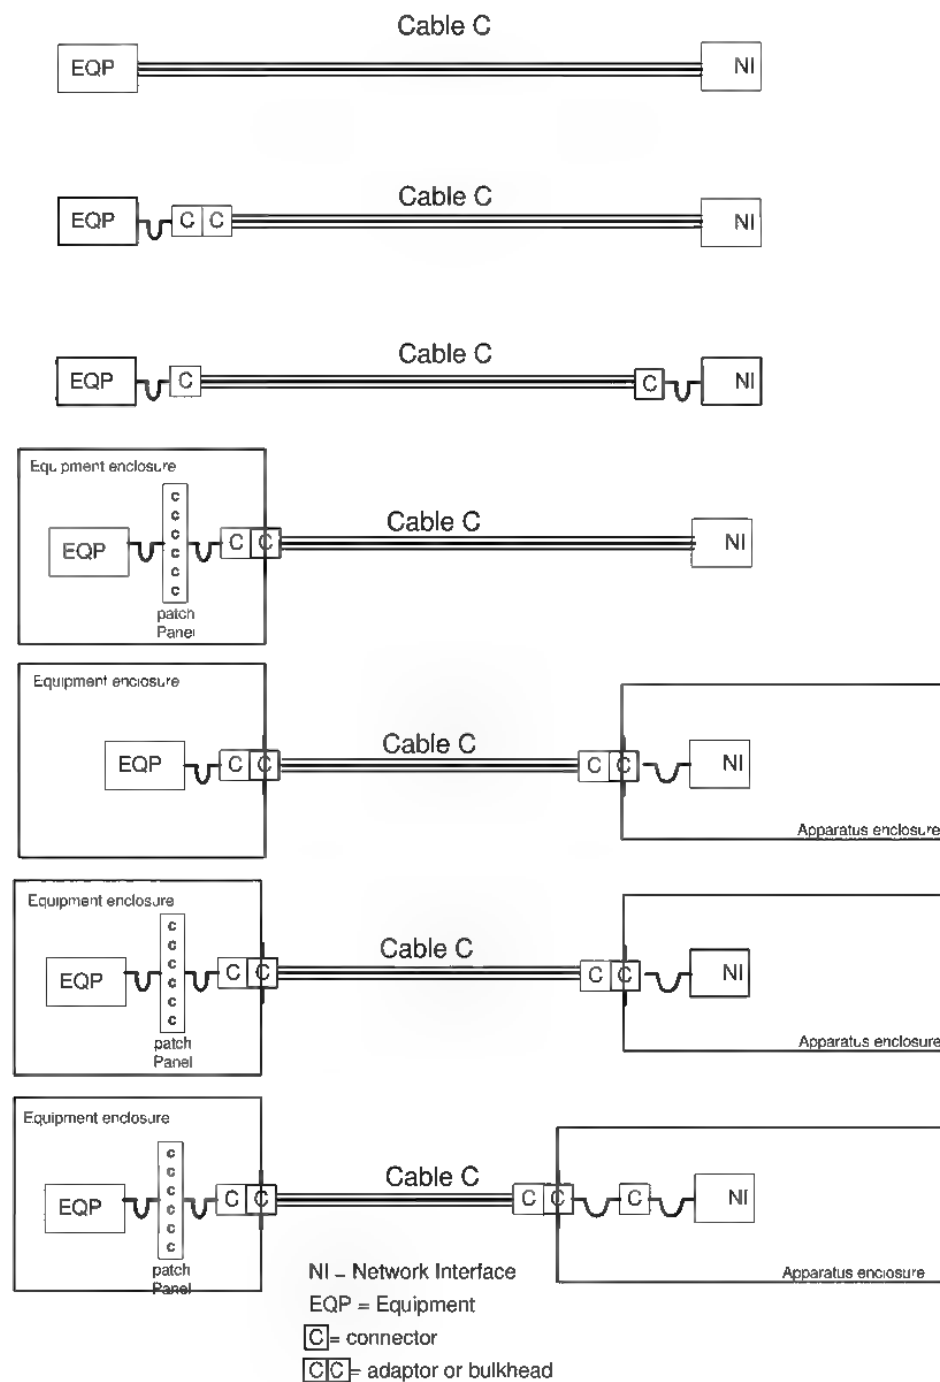 Cable C
EQP
NI
Cable C
EQP
C C
NI
Cable C
EQP
C
C
NI
Equipment enclosure
c
c
c
c
c
c
EQP
C C
Cable C
NI
patch
Panel
Equipment enclosure
EQP
C C
Cable C
C C
NI
Apparatus enclosure
Equipment enclosure
c
c
c
c
c
c
EQP
C C
Cable C
C C
NI
patch
Panel
Apparatus enclosure
Equipment enclosure
c
c
c
c
c
c
EQP
C C
Cable C
C C
C
NI
patch
Panel
Apparatus enclosure
NI – Network Interface
EQP = Equipment
C = connector
C C = adaptor or bulkhead